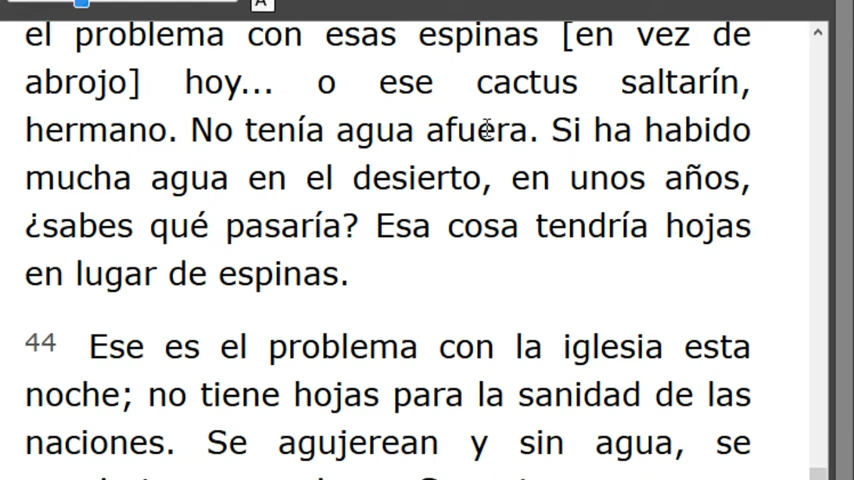 A
el problema con esas espinas [en vez de
abrojo] hoy... o ese cactus saltarín,
hermano. No tenía agua afuera. Si ha habido
mucha agua en el desierto, en unos años,
¿sabes qué pasaría? Esa cosa tendría hojas
en lugar de espinas.
44 Ese es el problema con la iglesia esta
noche; no tiene hojas para la sanidad de las
naciones. Se agujerean y sin agua, se